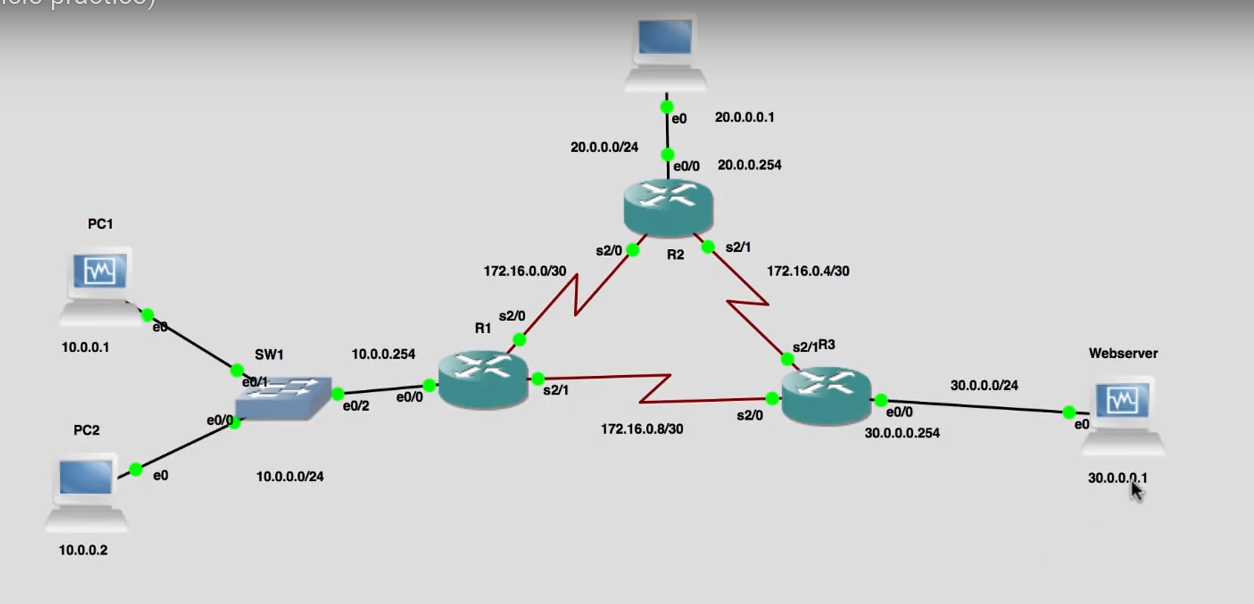 practice)
e0
20.0.0.0.1
20.0.0.0/24
e0/0
20.0.0.254
PC1
s2/0
R2
s2/1
172.16.0.0/30
172.16.0.4/30
s2/0
e0
R1
10.0.0.1
SW1
10.0.0.254
s2/1
R3
Webserver
e0/1
e0/0
s2/1
30.0.0.0/24
e0/2
s2/0
e0/0
e0
e0/0
PC2
172.16.0.8/30
30.0.0.0.254
e0
10.0.0.0/24
30.0.0.0.1
10.0.0.2